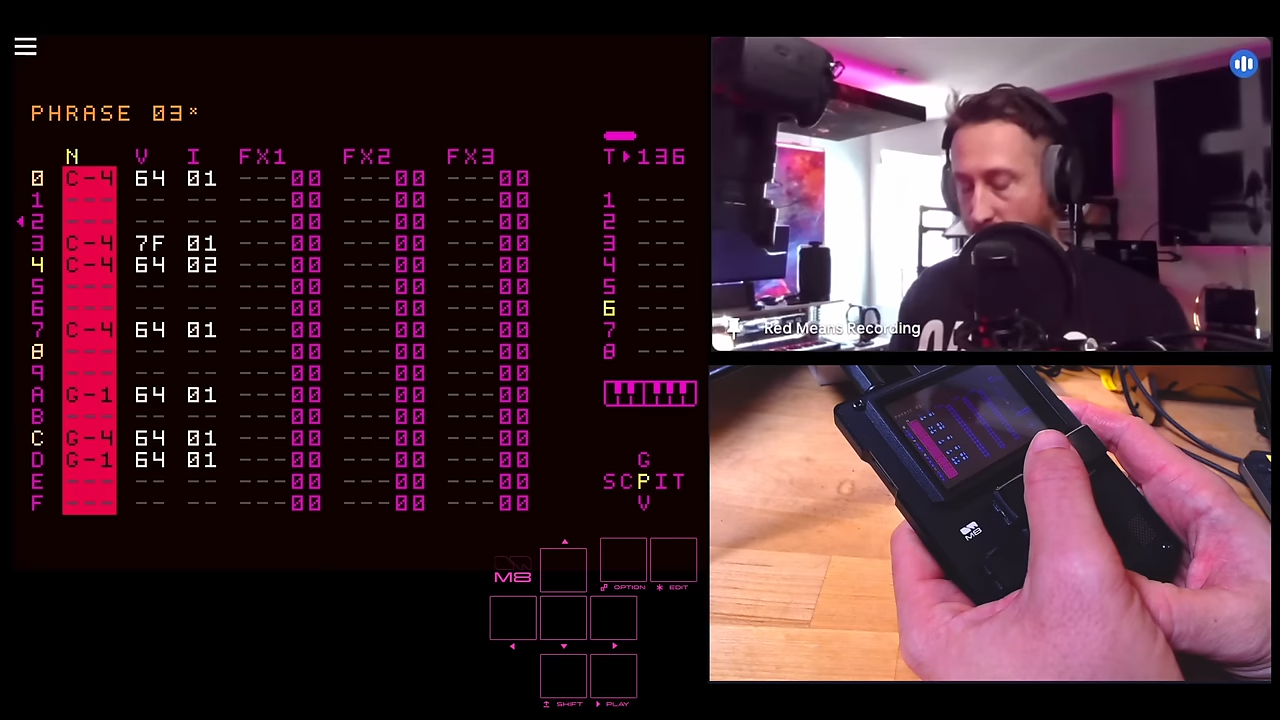 PHRASE 03*
N V I FX1 FX2 FX3 T▸136
0 C-4 64 01 ---00 ---00 ---00
1 --- -- -- ---00 ---00 ---00 1 ---
2 --- -- -- ---00 ---00 ---00 2 ---
3 C-4 7F 01 ---00 ---00 ---00 3 ---
4 C-4 64 02 ---00 ---00 ---00 4 ---
5 --- -- -- ---00 ---00 ---00 5 ---
6 --- -- -- ---00 ---00 ---00 6 ---
7 C-4 64 01 ---00 ---00 ---00 7 ---
8 --- -- -- ---00 ---00 ---00 8 ---
9 --- -- -- ---00 ---00 ---00
A G-1 64 01 ---00 ---00 ---00
B --- -- -- ---00 ---00 ---00
C G-4 64 01 ---00 ---00 ---00
D G-1 64 01 ---00 ---00 ---00
E --- -- -- ---00 ---00 ---00
F --- -- -- ---00 ---00 ---00
G
SCPIT
V
M8
OPTION
EDIT
SHIFT
PLAY
Red Means Recording
M8